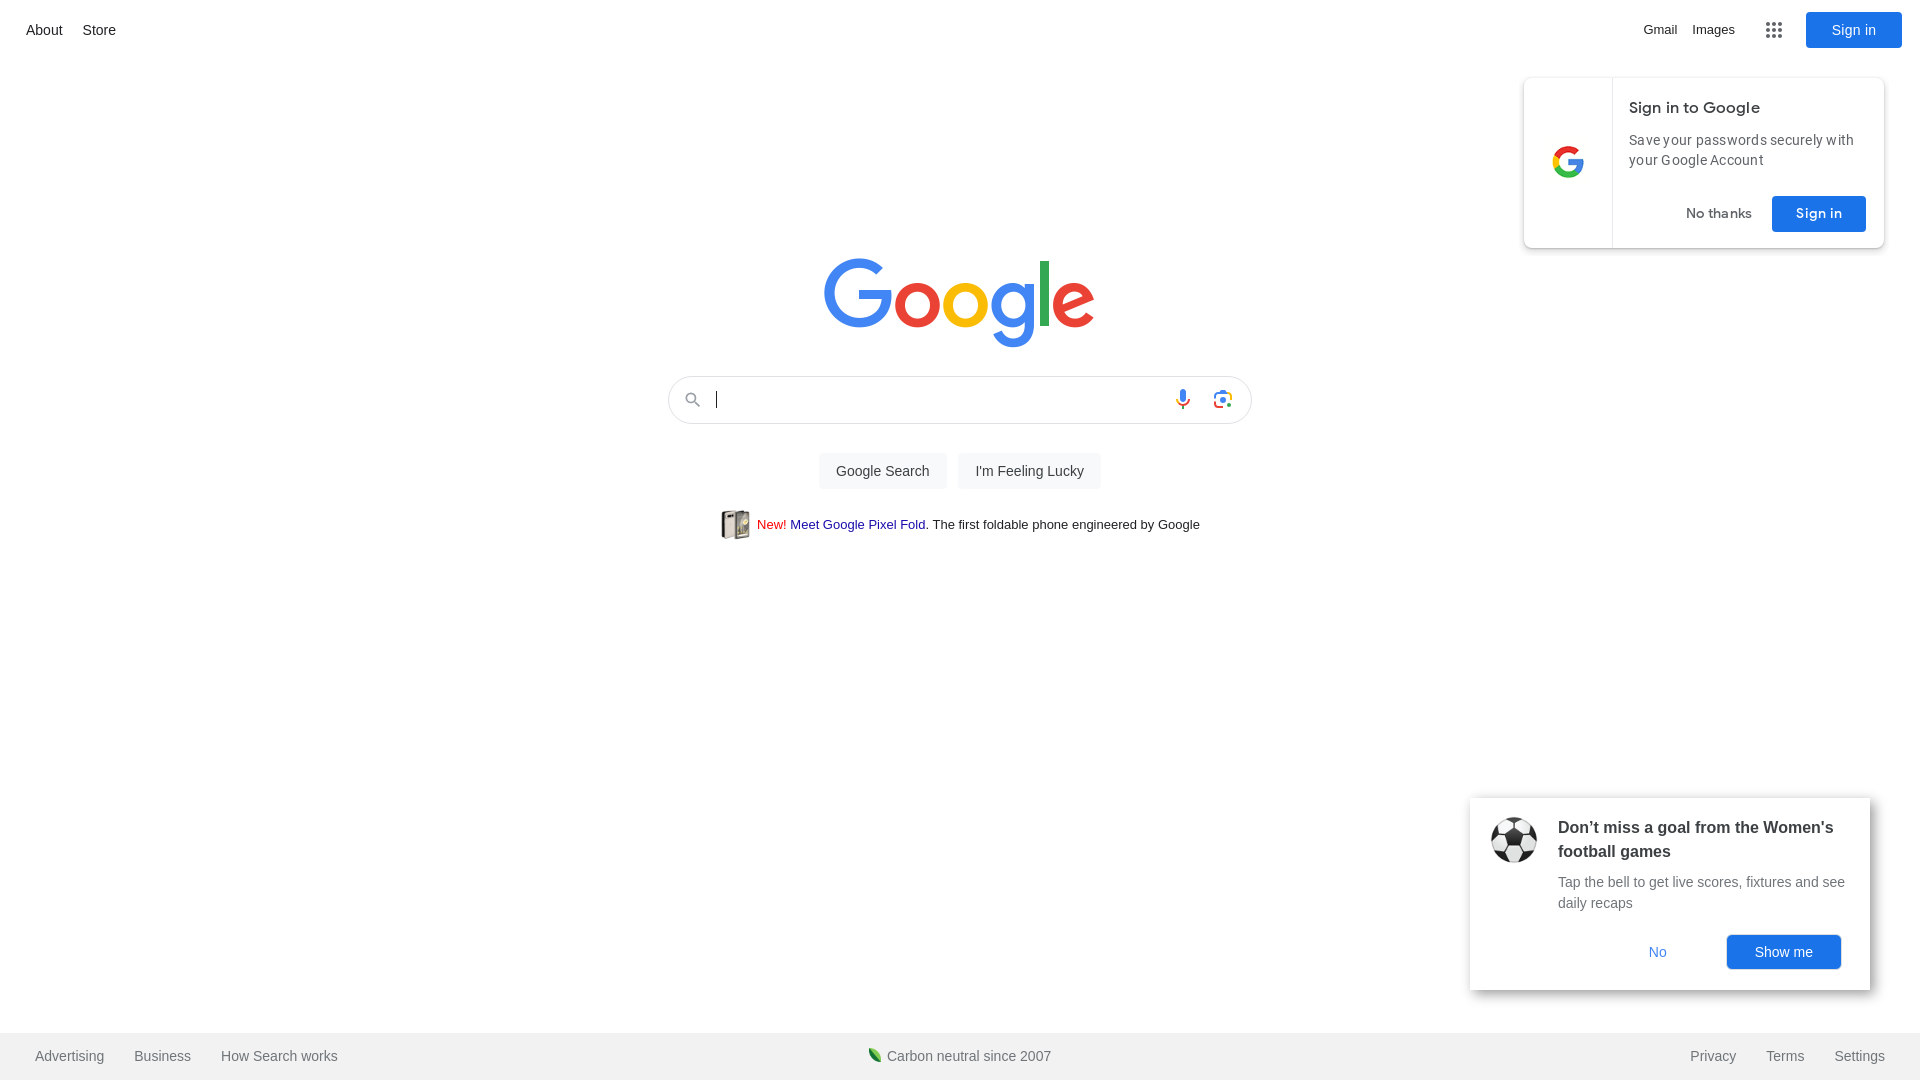 About
Store
Gmail
Images
Sign in
Sign in to Google
Save your passwords securely with
your Google Account
No thanks
Sign in
Google
Google Search
I'm Feeling Lucky
New! Meet Google Pixel Fold. The first foldable phone engineered by Google
Don’t miss a goal from the Women's
football games
Tap the bell to get live scores, fixtures and see
daily recaps
No
Show me
Advertising
Business
How Search works
Carbon neutral since 2007
Privacy
Terms
Settings